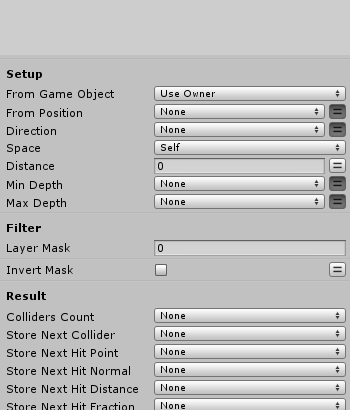 Setup
From Game Object Use Owner
From Position None
Direction None
Space Self
Distance 0
Min Depth None
Max Depth None
Filter
Layer Mask 0
Invert Mask
Result
Colliders Count None
Store Next Collider None
Store Next Hit Point None
Store Next Hit Normal None
Store Next Hit Distance None
Store Next Hit Fraction None